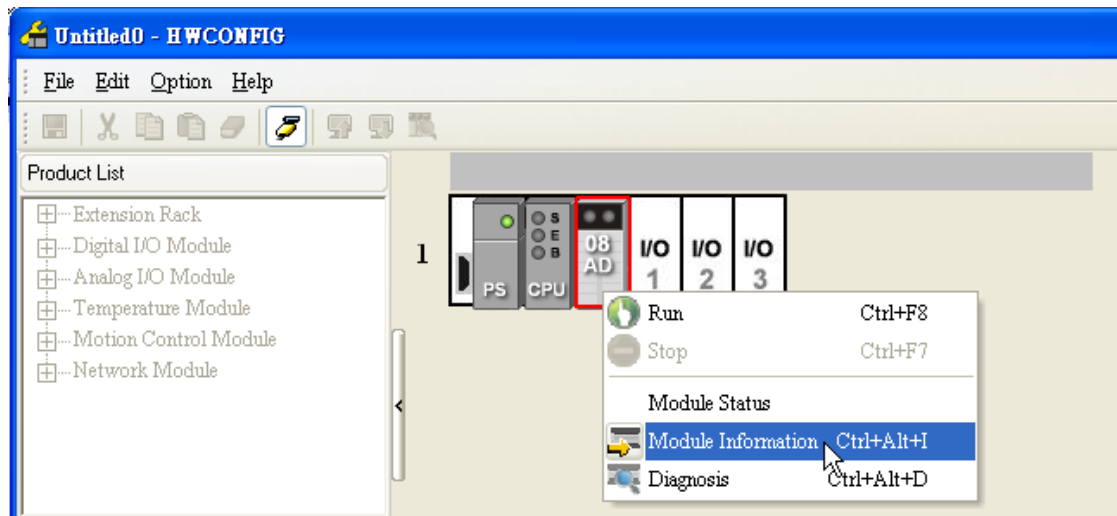 Untitled0 - HWCONFIG
File Edit Option Help
Product List
Extension Rack
Digital I/O Module
Analog I/O Module
Temperature Module
Motion Control Module
Network Module
1
PS
CPU
S
E
B
08
AD
I/O
1
I/O
2
I/O
3
Run Ctrl+F8
Stop Ctrl+F7
Module Status
Module Information Ctrl+Alt+I
Diagnosis Ctrl+Alt+D